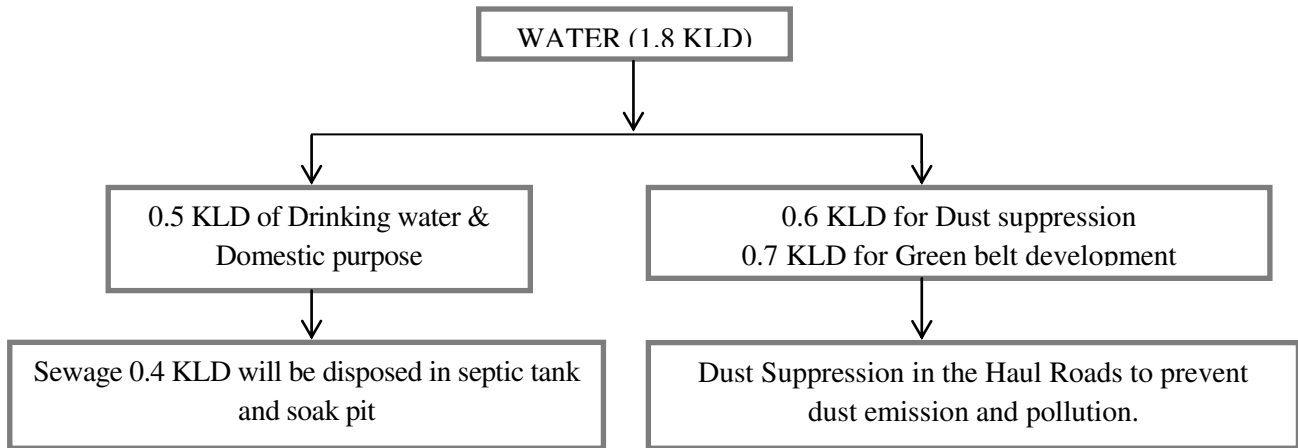 WATER (1.8 KLD)
0.5 KLD of Drinking water &
Domestic purpose
0.6 KLD for Dust suppression
0.7 KLD for Green belt development
Sewage 0.4 KLD will be disposed in septic tank
and soak pit
Dust Suppression in the Haul Roads to prevent
dust emission and pollution.